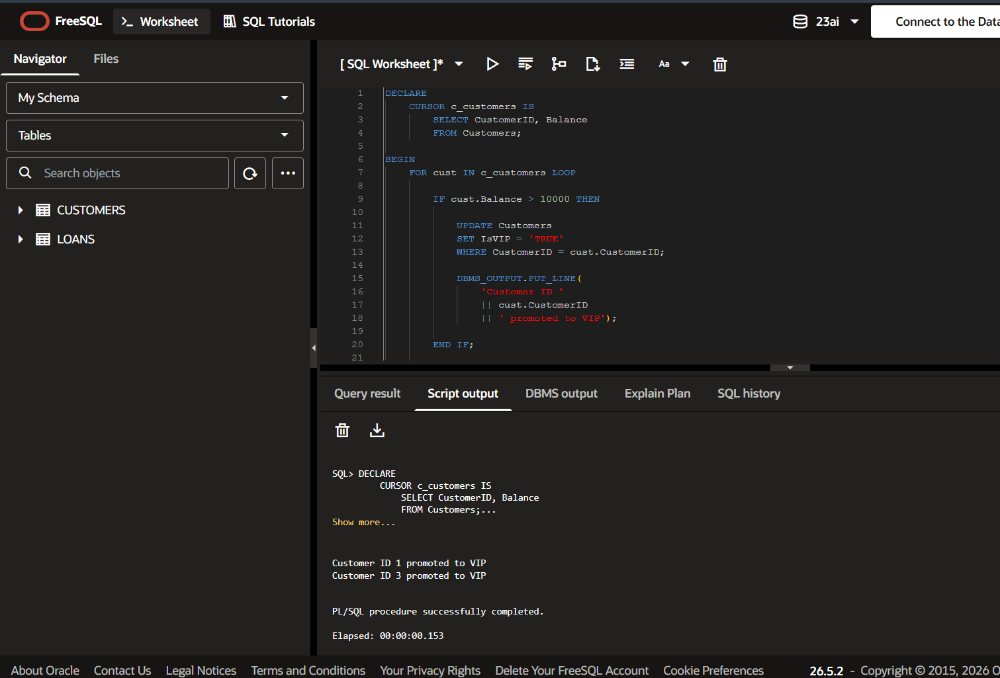 FreeSQL
Worksheet
SQL Tutorials
23ai
Connect to the Data
Navigator
Files
My Schema
Tables
Search objects
CUSTOMERS
LOANS
[ SQL Worksheet ]*
Aa
1 DECLARE
2 CURSOR c_customers IS
3 SELECT CustomerID, Balance
4 FROM Customers;
5
6 BEGIN
7 FOR cust IN c_customers LOOP
8
9 IF cust.Balance > 10000 THEN
10
11 UPDATE Customers
12 SET IsVIP = 'TRUE'
13 WHERE CustomerID = cust.CustomerID;
14
15 DBMS_OUTPUT.PUT_LINE(
16 'Customer ID '
17 || cust.CustomerID
18 || ' promoted to VIP');
19
20 END IF;
21
Query result
Script output
DBMS output
Explain Plan
SQL history
SQL> DECLARE
CURSOR c_customers IS
SELECT CustomerID, Balance
FROM Customers;...
Show more...
Customer ID 1 promoted to VIP
Customer ID 3 promoted to VIP
PL/SQL procedure successfully completed.
Elapsed: 00:00:00.153
About Oracle
Contact Us
Legal Notices
Terms and Conditions
Your Privacy Rights
Delete Your FreeSQL Account
Cookie Preferences
26.5.2 - Copyright © 2015, 2026 O